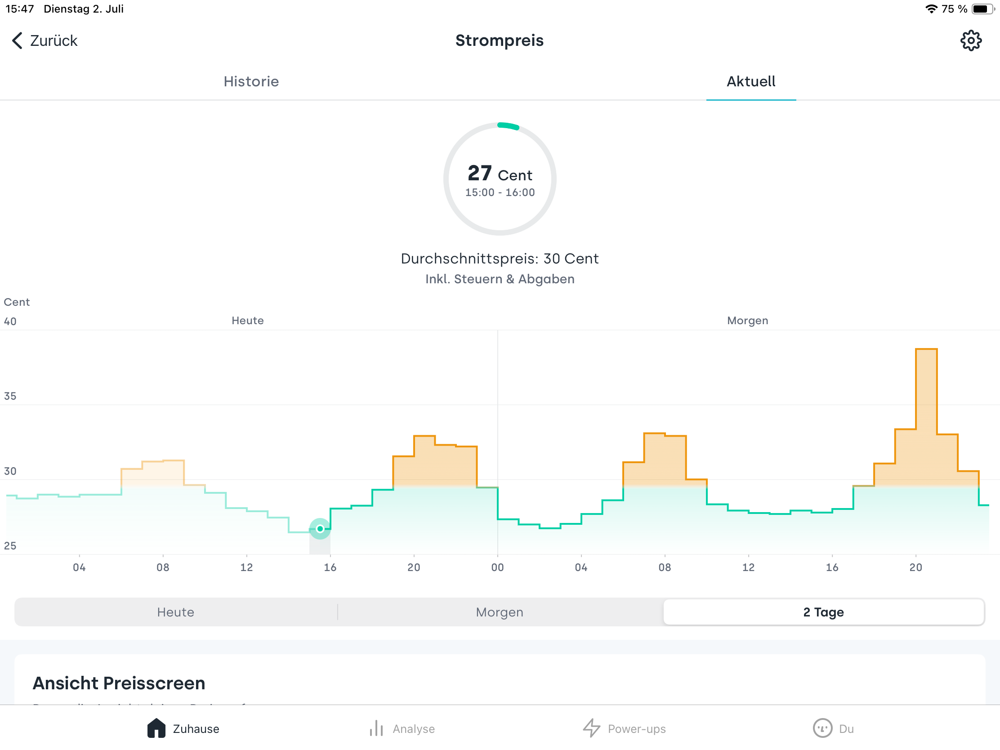 15:47 Dienstag 2. Juli 75 %
Zurück Strompreis
Historie Aktuell
27 Cent
15:00 - 16:00
Durchschnittspreis: 30 Cent
Inkl. Steuern & Abgaben
Cent
40 Heute Morgen
35
30
25
04 08 12 16 20 00 04 08 12 16 20
Heute Morgen 2 Tage
Ansicht Preisscreen
Zuhause Analyse Power-ups Du